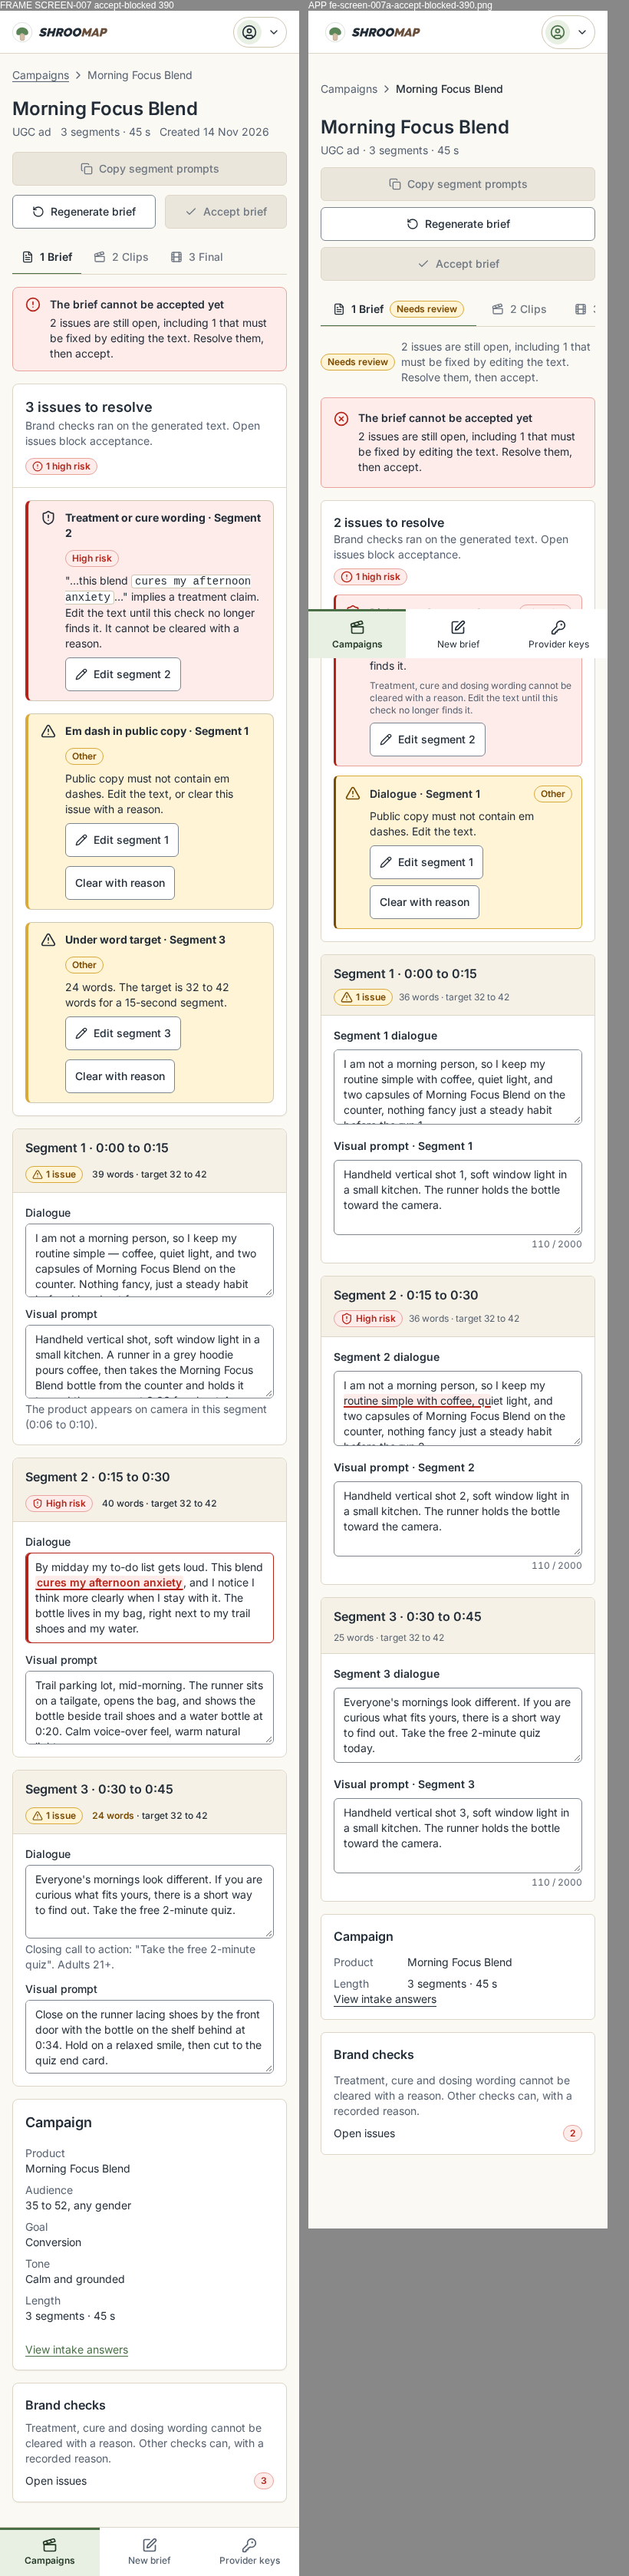 FRAME SCREEN-007 accept-blocked 390
SHROOMAP
Campaigns > Morning Focus Blend
Morning Focus Blend
UGC ad 3 segments · 45 s Created 14 Nov 2026
Copy segment prompts
Regenerate brief
Accept brief
1 Brief
2 Clips
3 Final
The brief cannot be accepted yet
2 issues are still open, including 1 that must
be fixed by editing the text. Resolve them,
then accept.
3 issues to resolve
Brand checks ran on the generated text. Open
issues block acceptance.
1 high risk
Treatment or cure wording · Segment
2
High risk
"...this blend cures my afternoon
anxiety..." implies a treatment claim.
Edit the text until this check no longer
finds it. It cannot be cleared with a
reason.
Edit segment 2
Em dash in public copy · Segment 1
Other
Public copy must not contain em
dashes. Edit the text, or clear this
issue with a reason.
Edit segment 1
Clear with reason
Under word target · Segment 3
Other
24 words. The target is 32 to 42
words for a 15-second segment.
Edit segment 3
Clear with reason
Segment 1 · 0:00 to 0:15
1 issue 39 words · target 32 to 42
Dialogue
I am not a morning person, so I keep my
routine simple — coffee, quiet light, and two
capsules of Morning Focus Blend on the
counter. Nothing fancy, just a steady habit
Visual prompt
Handheld vertical shot, soft window light in a
small kitchen. A runner in a grey hoodie
pours coffee, then takes the Morning Focus
Blend bottle from the counter and holds it
The product appears on camera in this segment
(0:06 to 0:10).
Segment 2 · 0:15 to 0:30
High risk 40 words · target 32 to 42
Dialogue
By midday my to-do list gets loud. This blend
cures my afternoon anxiety, and I notice I
think more clearly when I stay with it. The
bottle lives in my bag, right next to my trail
shoes and my water.
Visual prompt
Trail parking lot, mid-morning. The runner sits
on a tailgate, opens the bag, and shows the
bottle beside trail shoes and a water bottle at
0:20. Calm voice-over feel, warm natural
Segment 3 · 0:30 to 0:45
1 issue 24 words · target 32 to 42
Dialogue
Everyone's mornings look different. If you are
curious what fits yours, there is a short way
to find out. Take the free 2-minute quiz.
Closing call to action: "Take the free 2-minute
quiz". Adults 21+.
Visual prompt
Close on the runner lacing shoes by the front
door with the bottle on the shelf behind at
0:34. Hold on a relaxed smile, then cut to the
quiz end card.
Campaign
Product
Morning Focus Blend
Audience
35 to 52, any gender
Goal
Conversion
Tone
Calm and grounded
Length
3 segments · 45 s
View intake answers
Brand checks
Treatment, cure and dosing wording cannot be
cleared with a reason. Other checks can, with a
recorded reason.
Open issues 3
Campaigns
New brief
Provider keys
APP fe-screen-007a-accept-blocked-390.png
SHROOMAP
Campaigns > Morning Focus Blend
Morning Focus Blend
UGC ad · 3 segments · 45 s
Copy segment prompts
Regenerate brief
Accept brief
1 Brief Needs review
2 Clips
Needs review
2 issues are still open, including 1 that
must be fixed by editing the text.
Resolve them, then accept.
The brief cannot be accepted yet
2 issues are still open, including 1 that must
be fixed by editing the text. Resolve them,
then accept.
2 issues to resolve
Brand checks ran on the generated text. Open
issues block acceptance.
1 high risk
Campaigns
New brief
Provider keys
finds it.
Treatment, cure and dosing wording cannot be
cleared with a reason. Edit the text until this
check no longer finds it.
Edit segment 2
Dialogue · Segment 1
Other
Public copy must not contain em
dashes. Edit the text.
Edit segment 1
Clear with reason
Segment 1 · 0:00 to 0:15
1 issue 36 words · target 32 to 42
Segment 1 dialogue
I am not a morning person, so I keep my
routine simple with coffee, quiet light, and
two capsules of Morning Focus Blend on the
counter, nothing fancy just a steady habit
Visual prompt · Segment 1
Handheld vertical shot 1, soft window light in
a small kitchen. The runner holds the bottle
toward the camera.
110 / 2000
Segment 2 · 0:15 to 0:30
High risk 36 words · target 32 to 42
Segment 2 dialogue
I am not a morning person, so I keep my
routine simple with coffee, quiet light, and
two capsules of Morning Focus Blend on the
counter, nothing fancy just a steady habit
Visual prompt · Segment 2
Handheld vertical shot 2, soft window light in
a small kitchen. The runner holds the bottle
toward the camera.
110 / 2000
Segment 3 · 0:30 to 0:45
25 words · target 32 to 42
Segment 3 dialogue
Everyone's mornings look different. If you are
curious what fits yours, there is a short way
to find out. Take the free 2-minute quiz
today.
Visual prompt · Segment 3
Handheld vertical shot 3, soft window light in
a small kitchen. The runner holds the bottle
toward the camera.
110 / 2000
Campaign
Product Morning Focus Blend
Length 3 segments · 45 s
View intake answers
Brand checks
Treatment, cure and dosing wording cannot be
cleared with a reason. Other checks can, with a
recorded reason.
Open issues 2